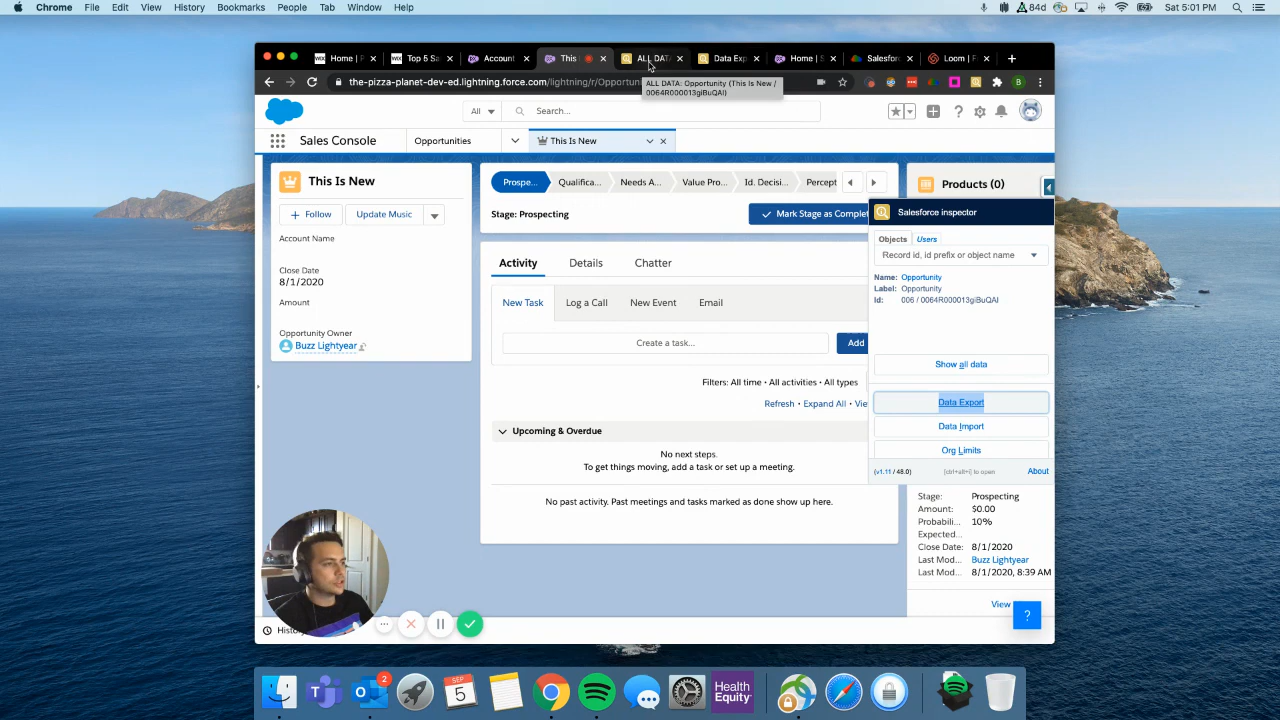 Chrome File Edit View History Bookmarks People Tab Window Help
84d
Sat 5:01 PM
Home | P
Top 5 Sa
Account
This
ALL DATA
Data Exp
Home | S
Salesforc
Loom | F
the-pizza-planet-dev-ed.lightning.force.com/lightning/r/Opportu
B
ALL DATA: Opportunity (This Is New /
0064R000013giBuQAI)
All
Search...
Sales Console
Opportunities
This Is New
This Is New
Follow
Update Music
Account Name
Close Date
8/1/2020
Amount
Opportunity Owner
Buzz Lightyear
Prospe...
Qualifica...
Needs A...
Value Pro...
Id. Decisi...
Percept
Stage: Prospecting
Mark Stage as Complet
Activity
Details
Chatter
New Task
Log a Call
New Event
Email
Create a task...
Add
Filters: All time • All activities • All types
Refresh • Expand All • Vie
Upcoming & Overdue
No next steps.
To get things moving, add a task or set up a meeting.
No past activity. Past meetings and tasks marked as done show up here.
Products (0)
Salesforce inspector
Objects
Users
Record id, id prefix or object name
Name: Opportunity
Label: Opportunity
Id: 006 / 0064R000013giBuQAI
Show all data
Data Export
Data Import
Org Limits
(v1.11 / 48.0)
[ctrl+alt+i] to open
About
Stage: Prospecting
Amount: $0.00
Probabili... 10%
Expected...
Close Date: 8/1/2020
Last Mod... Buzz Lightyear
Last Mod... 8/1/2020, 8:39 AM
View
?
Histor
2
SEP
5
Health
Equity